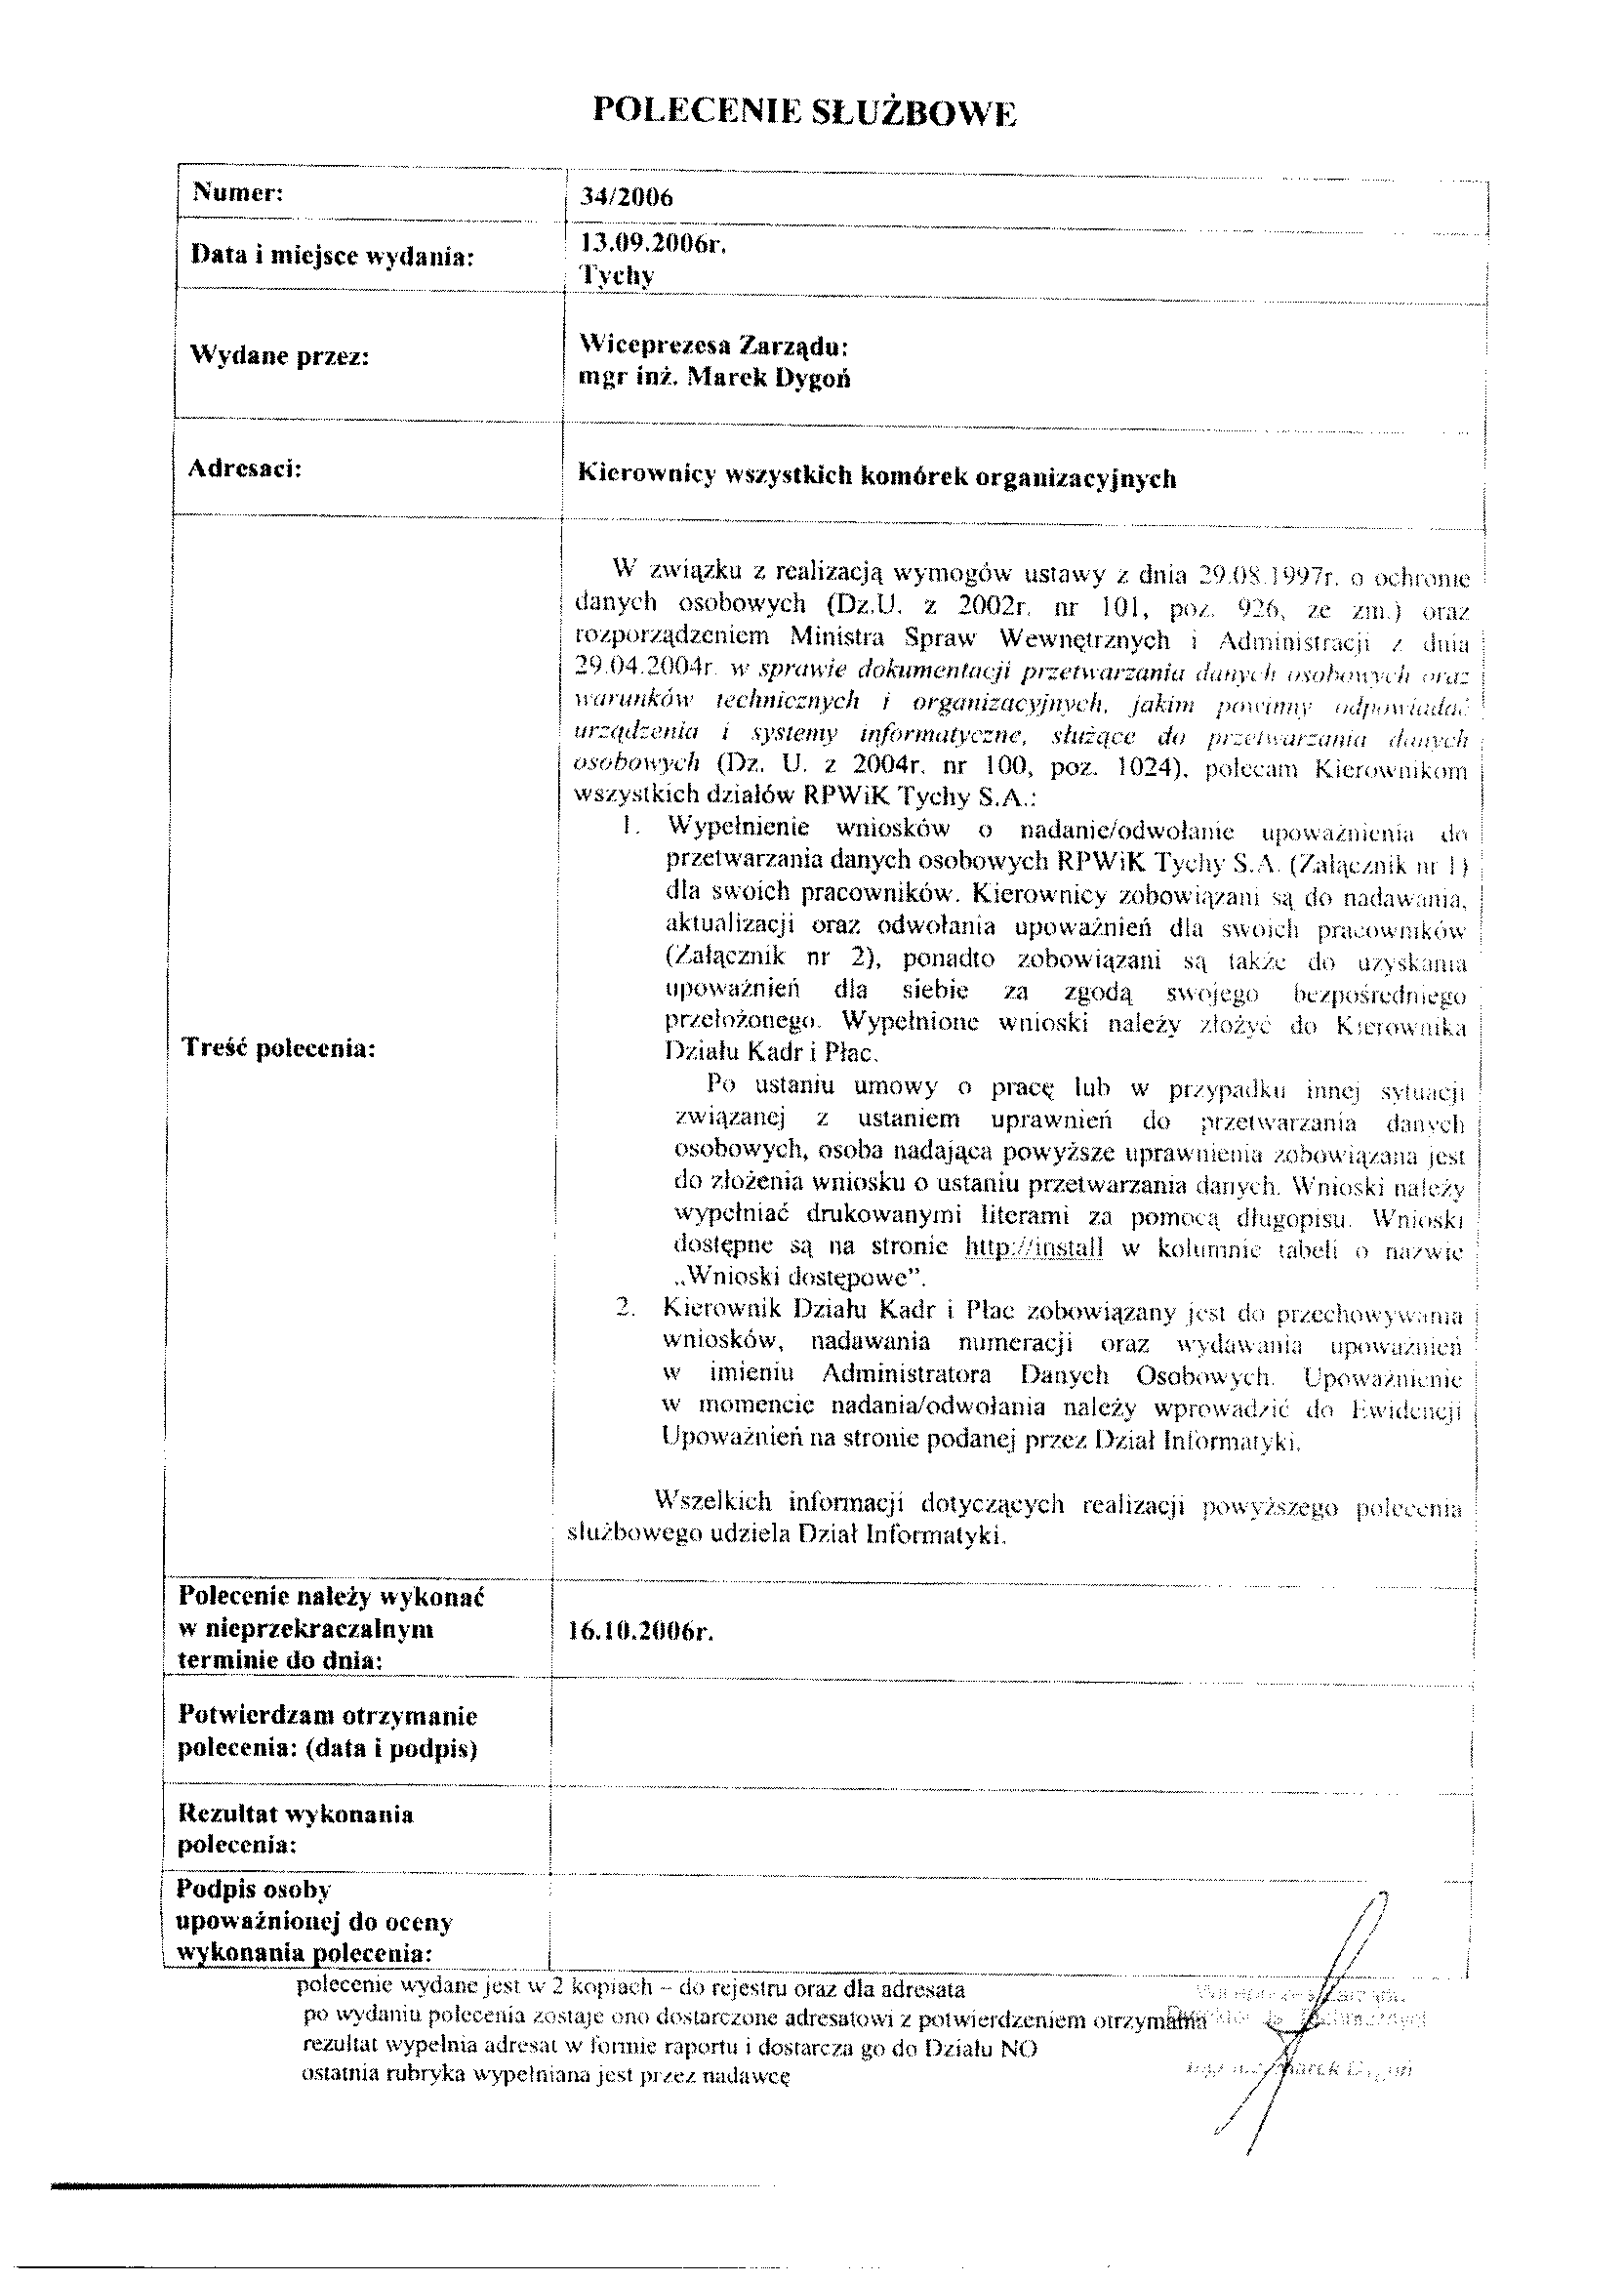 POLECENIE SŁUŻBOWE
Numer:
34/2006
Data i miejsce wydania:
13.09.2006r.
Tychy
Wydane przez:
Wiceprezesa Zarządu:
mgr inż. Marek Dygoń
Adresaci:
Kierownicy wszystkich komórek organizacyjnych
Treść polecenia:
W związku z realizacją wymogów ustawy z dnia 29.08.1997r. o ochronie
danych osobowych (Dz.U. z 2002r. nr 101, poz. 926, ze zm.) oraz
rozporządzeniem Ministra Spraw Wewnętrznych i Administracji z dnia
29.04.2004r. w sprawie dokumentacji przetwarzania danych osobowych oraz
warunków technicznych i organizacyjnych, jakim powinny odpowiadać
urządzenia i systemy informatyczne, służące do przetwarzania danych
osobowych (Dz. U. z 2004r. nr 100, poz. 1024), polecam Kierownikom
wszystkich działów RPWiK Tychy S.A.:
1. Wypełnienie wniosków o nadanie/odwołanie upoważnienia do
przetwarzania danych osobowych RPWiK Tychy S.A. (Załącznik nr 1)
dla swoich pracowników. Kierownicy zobowiązani są do nadawania,
aktualizacji oraz odwołania upoważnień dla swoich pracowników
(Załącznik nr 2), ponadto zobowiązani są także do uzyskania
upoważnień dla siebie za zgodą swojego bezpośredniego
przełożonego. Wypełnione wnioski należy złożyć do Kierownika
Działu Kadr i Płac.
Po ustaniu umowy o pracę lub w przypadku innej sytuacji
związanej z ustaniem uprawnień do przetwarzania danych
osobowych, osoba nadająca powyższe uprawnienia zobowiązana jest
do złożenia wniosku o ustaniu przetwarzania danych. Wnioski należy
wypełniać drukowanymi literami za pomocą długopisu. Wnioski
dostępne są na stronie http://install w kolumnie tabeli o nazwie
„Wnioski dostępowe”.
2. Kierownik Działu Kadr i Płac zobowiązany jest do przechowywania
wniosków, nadawania numeracji oraz wydawania upoważnień
w imieniu Administratora Danych Osobowych. Upoważnienie
w momencie nadania/odwołania należy wprowadzić do Ewidencji
Upoważnień na stronie podanej przez Dział Informatyki.
Wszelkich informacji dotyczących realizacji powyższego polecenia
służbowego udziela Dział Informatyki.
Polecenie należy wykonać
w nieprzekraczalnym
terminie do dnia:
16.10.2006r.
Potwierdzam otrzymanie
polecenia: (data i podpis)
Rezultat wykonania
polecenia:
Podpis osoby
upoważnionej do oceny
wykonania polecenia:
polecenie wydane jest w 2 kopiach – do rejestru oraz dla adresata
po wydaniu polecenia zostaje ono dostarczone adresatowi z potwierdzeniem otrzymania
rezultat wypełnia adresat w formie raportu i dostarcza go do Działu NO
ostatnia rubryka wypełniana jest przez nadawcę
Marek